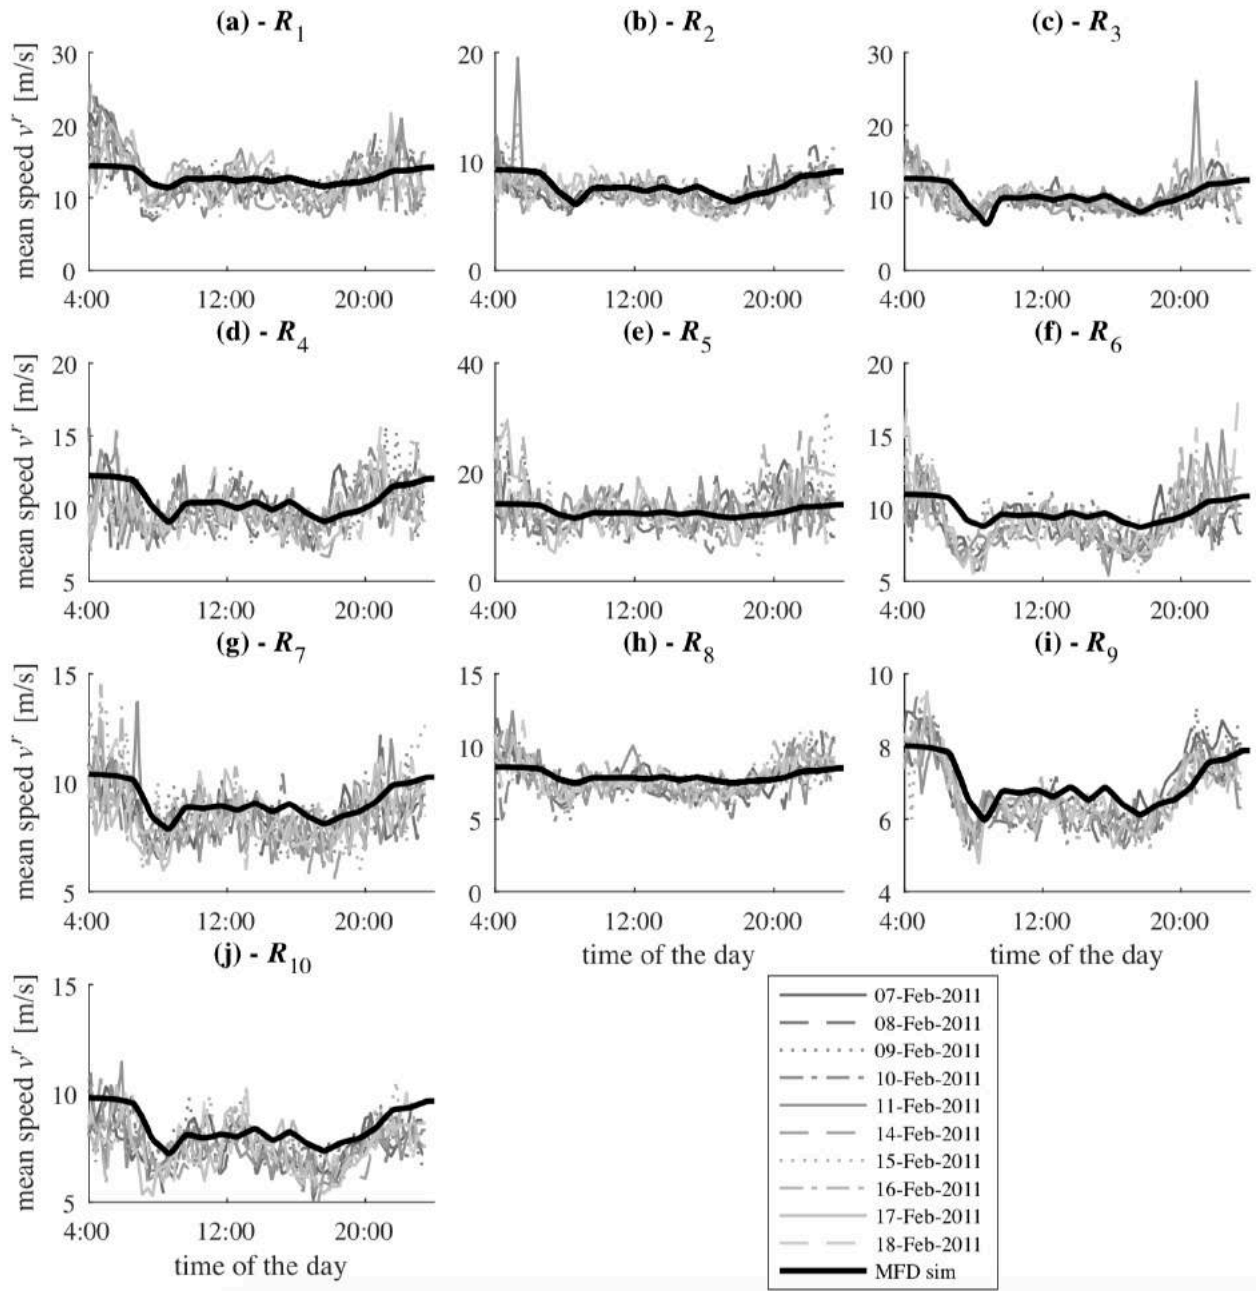 (a) - R1
mean speed v^r [m/s]
30
20
10
0
4:00 12:00 20:00
(b) - R2
20
10
0
4:00 12:00 20:00
(c) - R3
30
20
10
0
4:00 12:00 20:00
(d) - R4
mean speed v^r [m/s]
20
15
10
5
4:00 12:00 20:00
(e) - R5
40
20
0
4:00 12:00 20:00
(f) - R6
20
15
10
5
4:00 12:00 20:00
(g) - R7
mean speed v^r [m/s]
15
10
5
4:00 12:00 20:00
(h) - R8
15
10
5
0
4:00 12:00 20:00
time of the day
(i) - R9
10
8
6
4
4:00 12:00 20:00
time of the day
(j) - R10
mean speed v^r [m/s]
15
10
5
4:00 12:00 20:00
time of the day
07-Feb-2011
08-Feb-2011
09-Feb-2011
10-Feb-2011
11-Feb-2011
14-Feb-2011
15-Feb-2011
16-Feb-2011
17-Feb-2011
18-Feb-2011
MFD sim